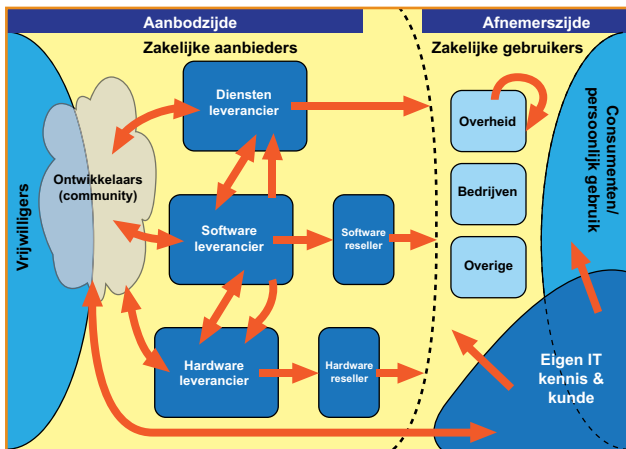 Aanbodzijde
Afnemerszijde
Zakelijke aanbieders
Zakelijke gebruikers
Vrijwilligers
Ontwikkelaars
(community)
Diensten
leverancier
Software
leverancier
Software
reseller
Hardware
leverancier
Hardware
reseller
Overheid
Bedrijven
Overige
Consumenten/
persoonlijk gebruik
Eigen IT
kennis &
kunde